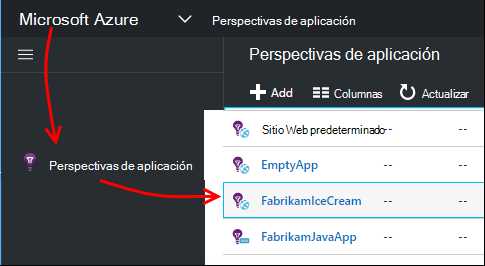 Microsoft Azure
Perspectivas de aplicación
Perspectivas de aplicación
Add
Columnas
Actualizar
Perspectivas de aplicación
Sitio Web predeterminado-- --
EmptyApp -- --
FabrikamIceCream -- --
FabrikamJavaApp -- --